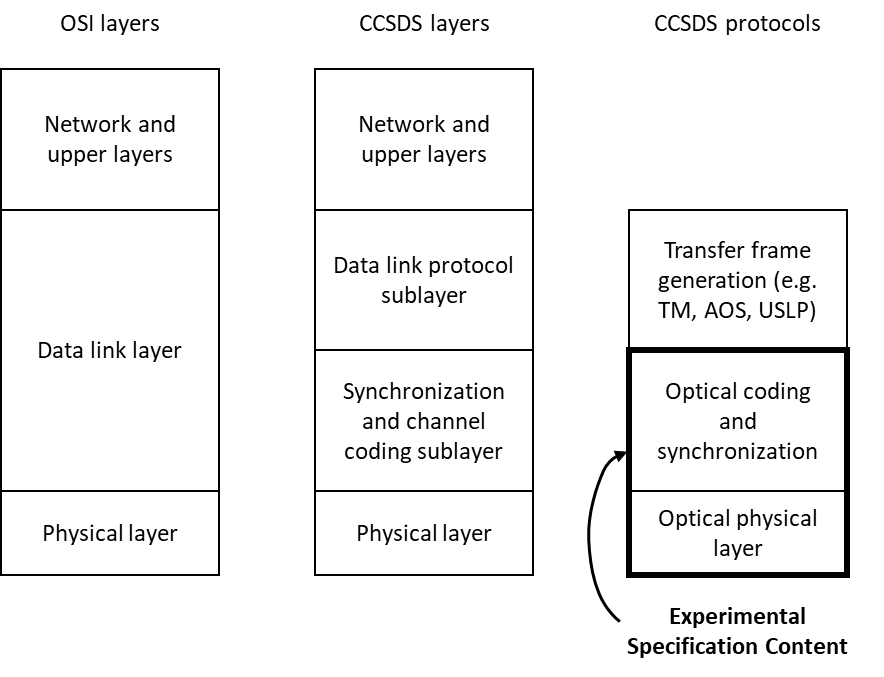 OSI layers
CCSDS layers
CCSDS protocols
Network and
upper layers
Data link layer
Physical layer
Network and
upper layers
Data link protocol
sublayer
Synchronization
and channel
coding sublayer
Physical layer
Transfer frame
generation (e.g.
TM, AOS, USLP)
Optical coding
and
synchronization
Optical physical
layer
Experimental
Specification Content